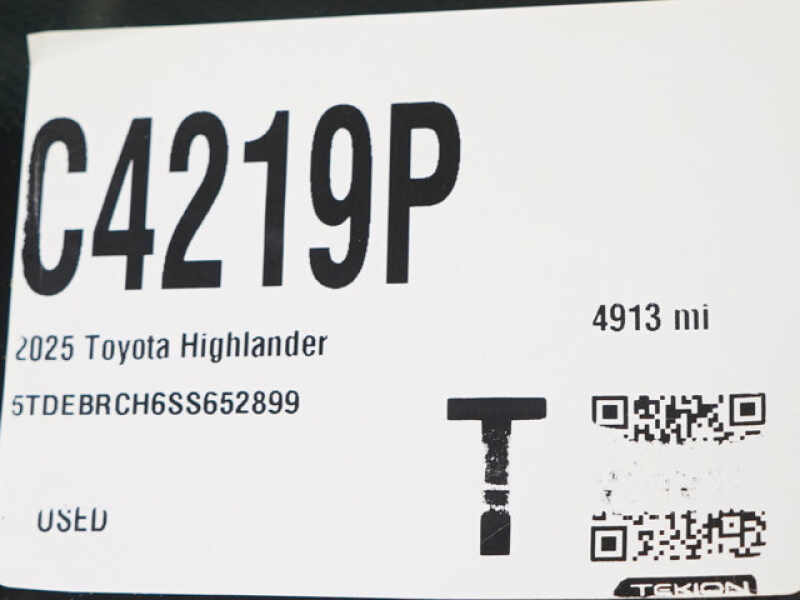 C4219P
4913 mi
2025 Toyota Highlander
5TDEBRCH6SS652899
T
USED
TEKION